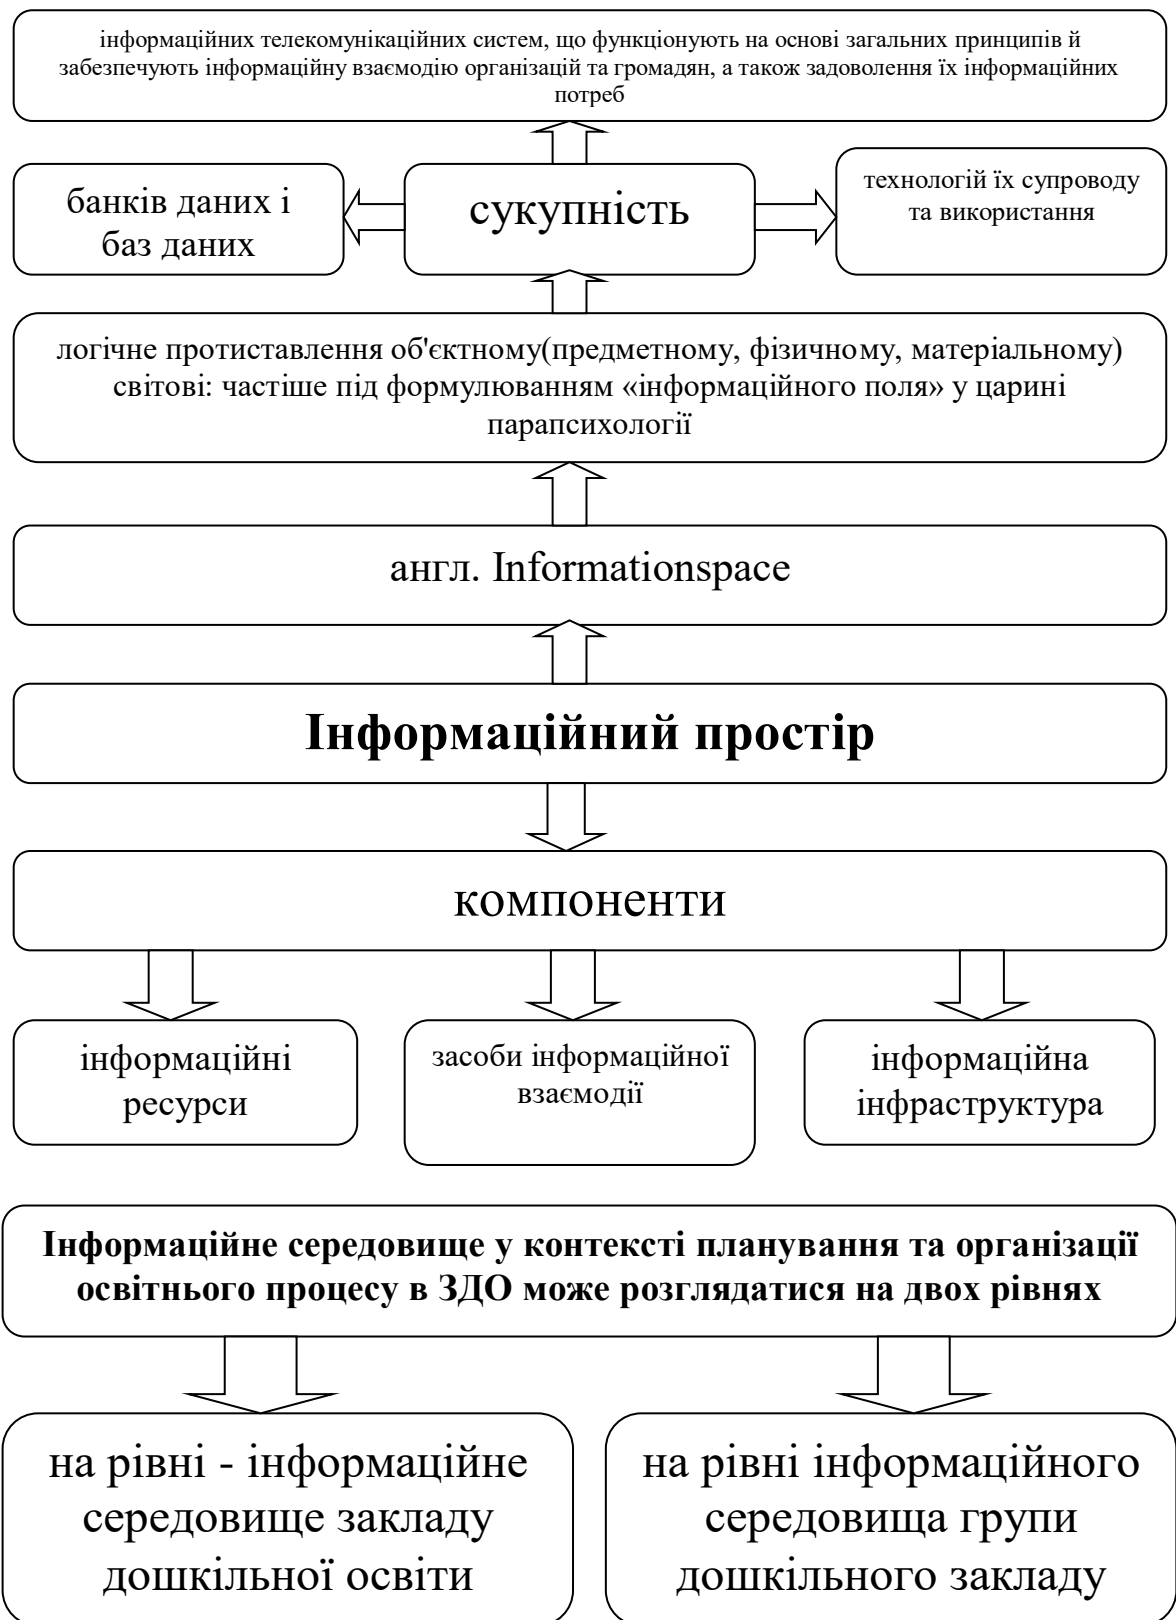 інформаційних телекомунікаційних систем, що функціонують на основі загальних принципів й
забезпечують інформаційну взаємодію організацій та громадян, а також задоволення їх інформаційних
потреб
банків даних і
баз даних
сукупність
технологій їх супроводу
та використання
логічне протиставлення об'єктному(предметному, фізичному, матеріальному)
світові: частіше під формулюванням «інформаційного поля» у царині
парапсихології
англ. Informationspace
Інформаційний простір
компоненти
інформаційні
ресурси
засоби інформаційної
взаємодії
інформаційна
інфраструктура
Інформаційне середовище у контексті планування та організації
освітнього процесу в ЗДО може розглядатися на двох рівнях
на рівні - інформаційне
середовище закладу
дошкільної освіти
на рівні інформаційного
середовища групи
дошкільного закладу